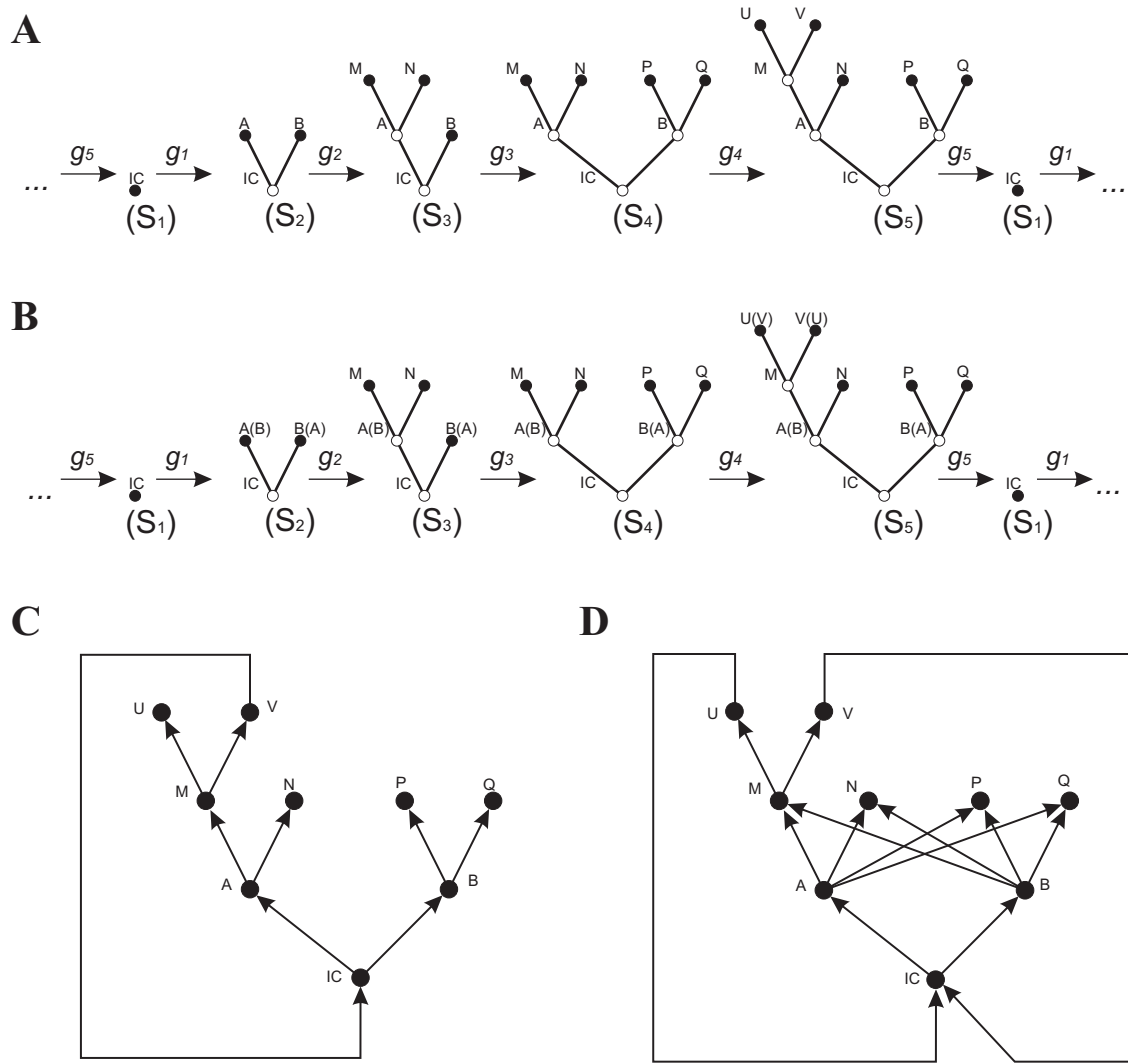 A
U V
M N M N P Q M N P Q
A B A B A B A B
g5 g1 g2 g3 g4 g5 g1
... IC IC IC IC IC IC ...
(S1) (S2) (S3) (S4) (S5) (S1)
B
U(V) V(U)
M N M N P Q M N P Q
A(B) B(A) A(B) B(A) A(B) B(A) A(B) B(A)
g5 g1 g2 g3 g4 g5 g1
... IC IC IC IC IC IC ...
(S1) (S2) (S3) (S4) (S5) (S1)
C
U V
M N P Q
A B
IC
D
U V
M N P Q
A B
IC